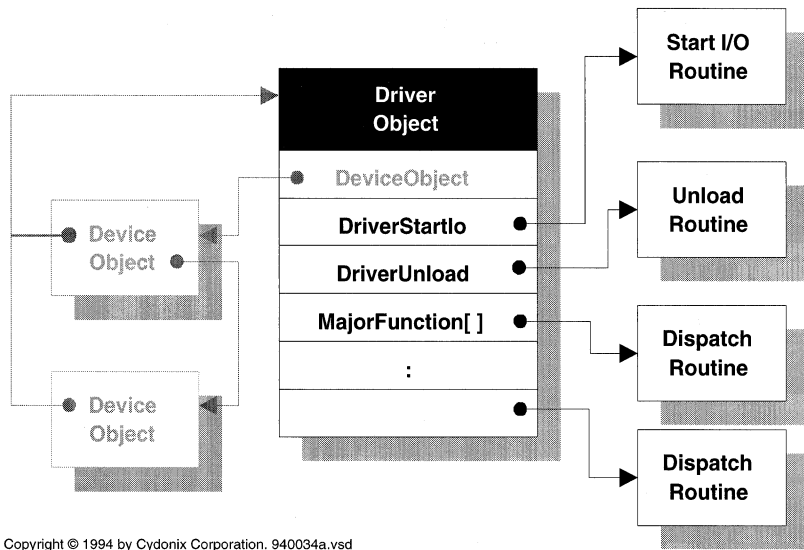 Driver
Object
DeviceObject
DriverStartIo
DriverUnload
MajorFunction[ ]
:
Device
Object
Device
Object
Start I/O
Routine
Unload
Routine
Dispatch
Routine
Dispatch
Routine
Copyright © 1994 by Cydonix Corporation. 940034a.vsd